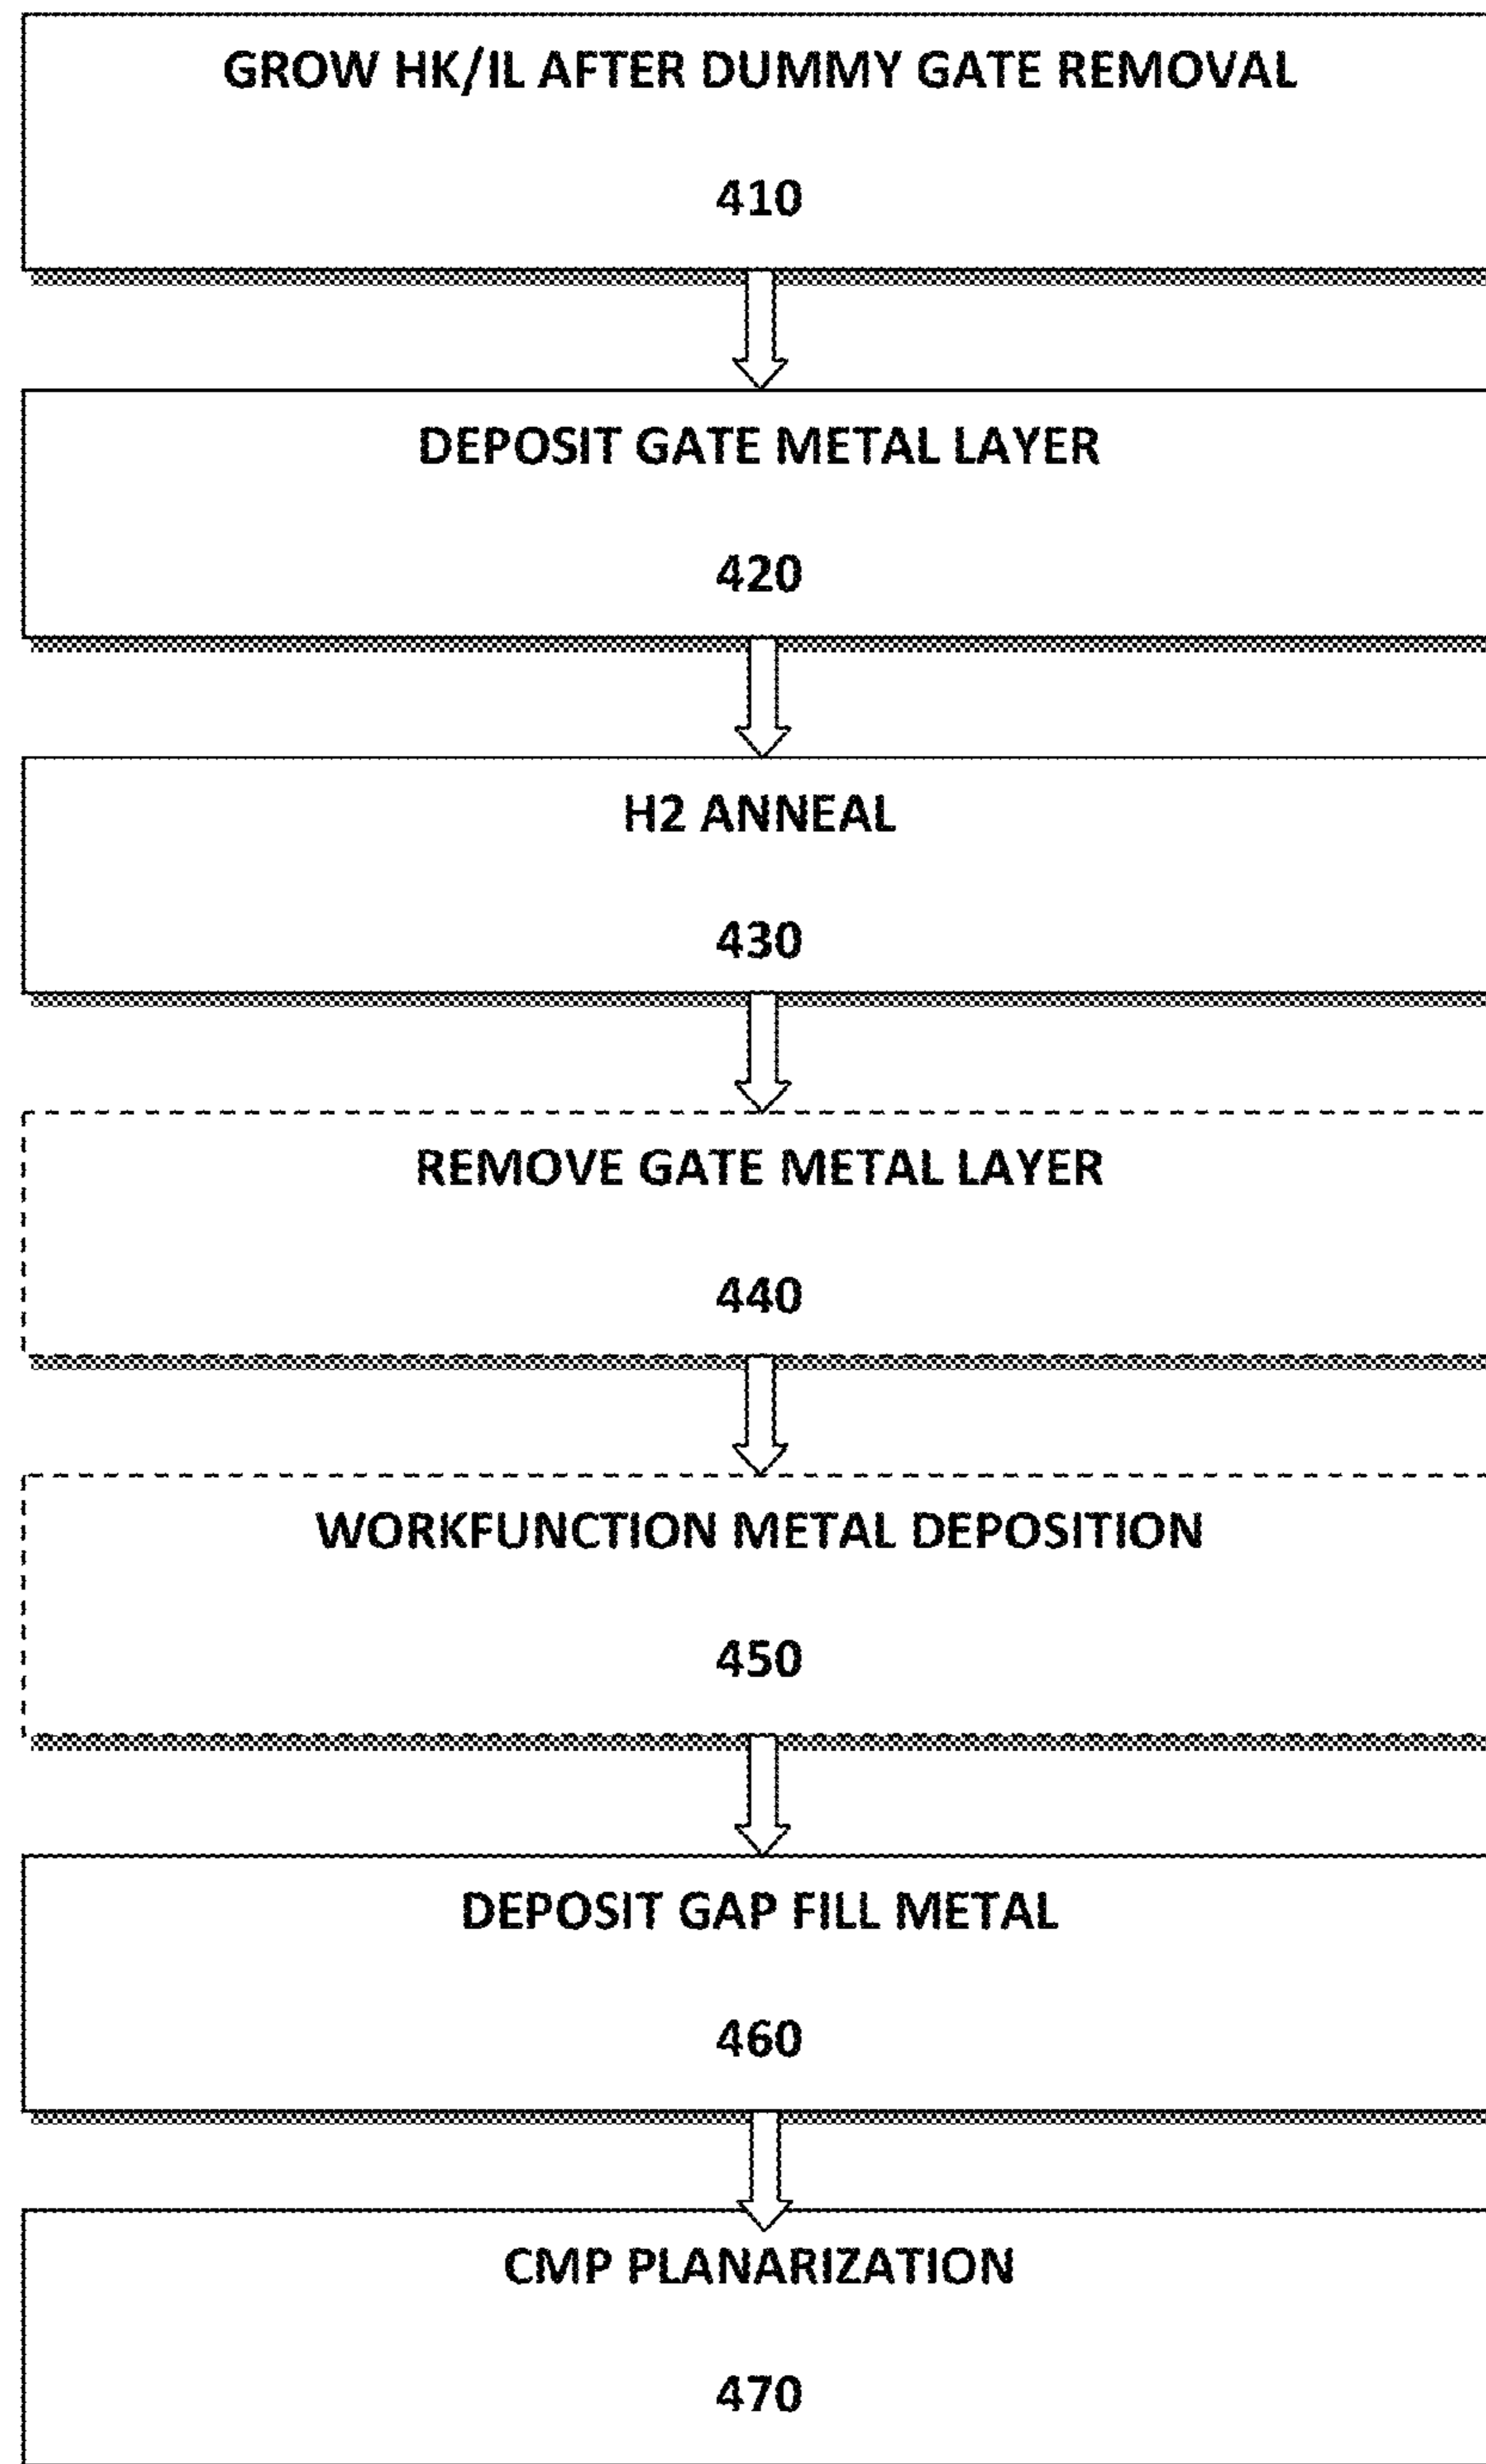 GROW HK/IL AFTER DUMMY GATE REMOVAL
410
DEPOSIT GATE METAL LAYER
420
H2 ANNEAL
430
REMOVE GATE METAL LAYER
440
WORKFUNCTION METAL DEPOSITION
450
DEPOSIT GAP FILL METAL
460
CMP PLANARIZATION
470